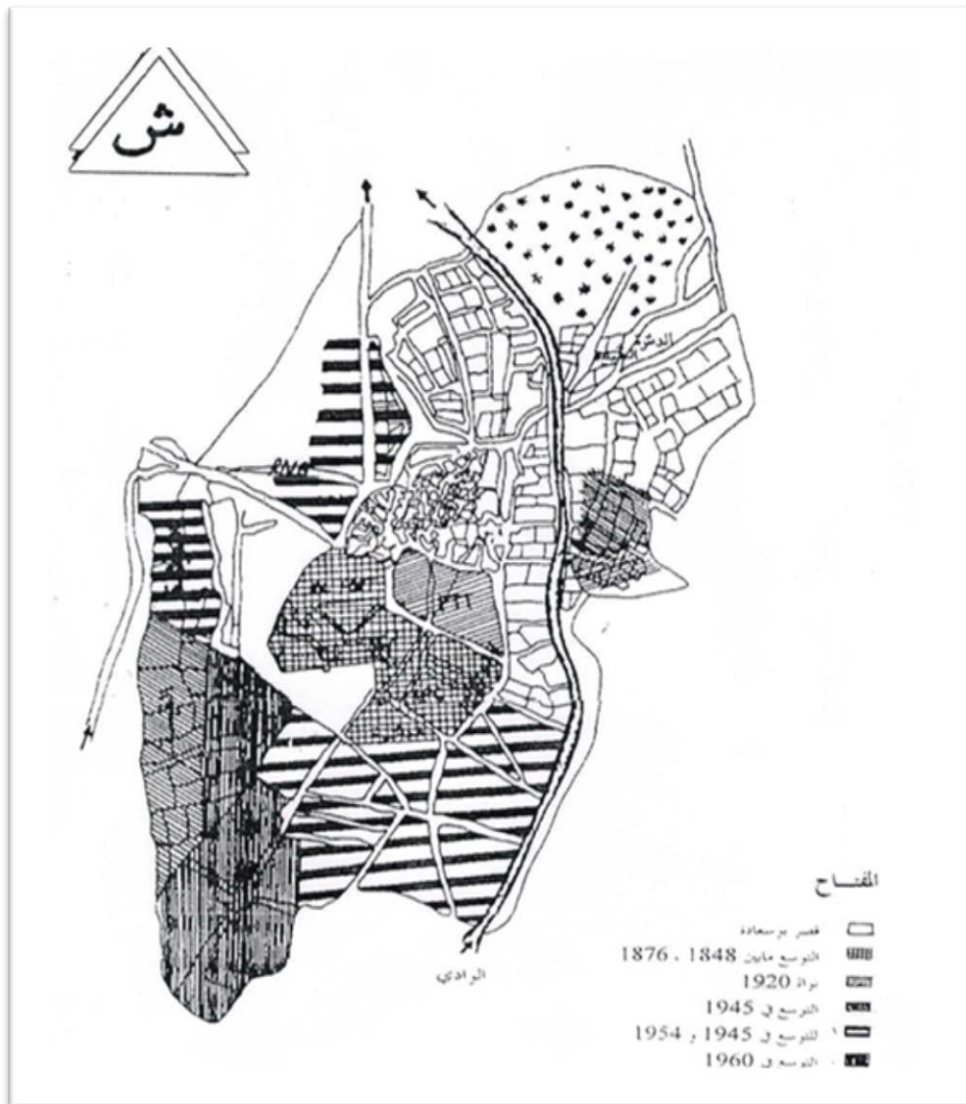 ش
الدشرة
المفتـــاح
قصر بوسعادة
التوسع مابين 1848 ، 1876
نواة 1920
التوسع في 1945
التوسع في 1945 و 1954
التوسع في 1960
الوادي